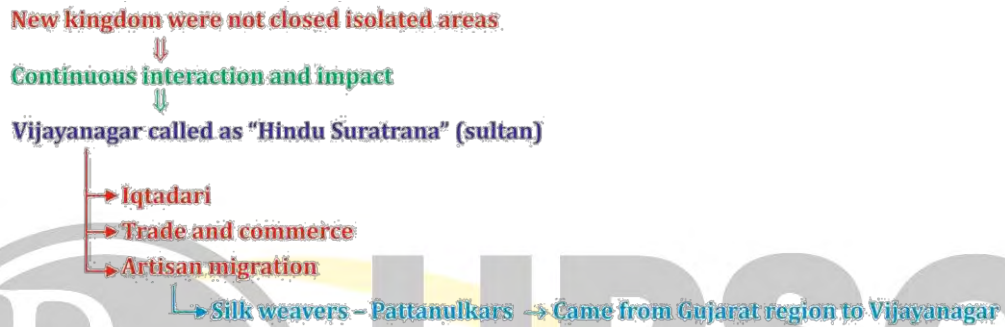 New kingdom were not closed isolated areas
⇓
Continuous interaction and impact
⇓
Vijayanagar called as “Hindu Suratrana” (sultan)
→ Iqtadari
→ Trade and commerce
→ Artisan migration
→ Silk weavers – Pattanulkars → Came from Gujarat region to Vijayanagar